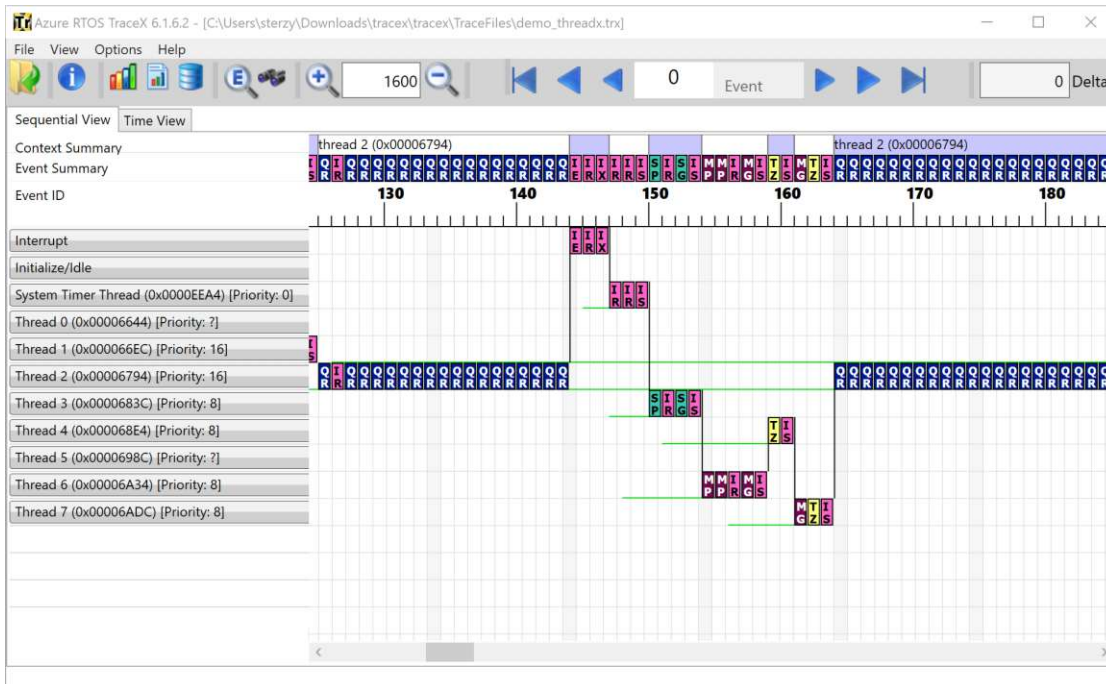 Azure RTOS TraceX 6.1.6.2 - [C:\Users\sterzy\Downloads\tracex\tracex\TraceFiles\demo_threadx.trx]
File View Options Help
E 1600 0 Event 0 Delta
Sequential View Time View
Context Summary thread 2 (0x00006794) thread 2 (0x00006794)
Event Summary
Event ID 130 140 150 160 170 180
Interrupt
Initialize/Idle
System Timer Thread (0x0000EEA4) [Priority: 0]
Thread 0 (0x00006644) [Priority: ?]
Thread 1 (0x000066EC) [Priority: 16]
Thread 2 (0x00006794) [Priority: 16]
Thread 3 (0x0000683C) [Priority: 8]
Thread 4 (0x000068E4) [Priority: 8]
Thread 5 (0x0000698C) [Priority: ?]
Thread 6 (0x00006A34) [Priority: 8]
Thread 7 (0x00006ADC) [Priority: 8]